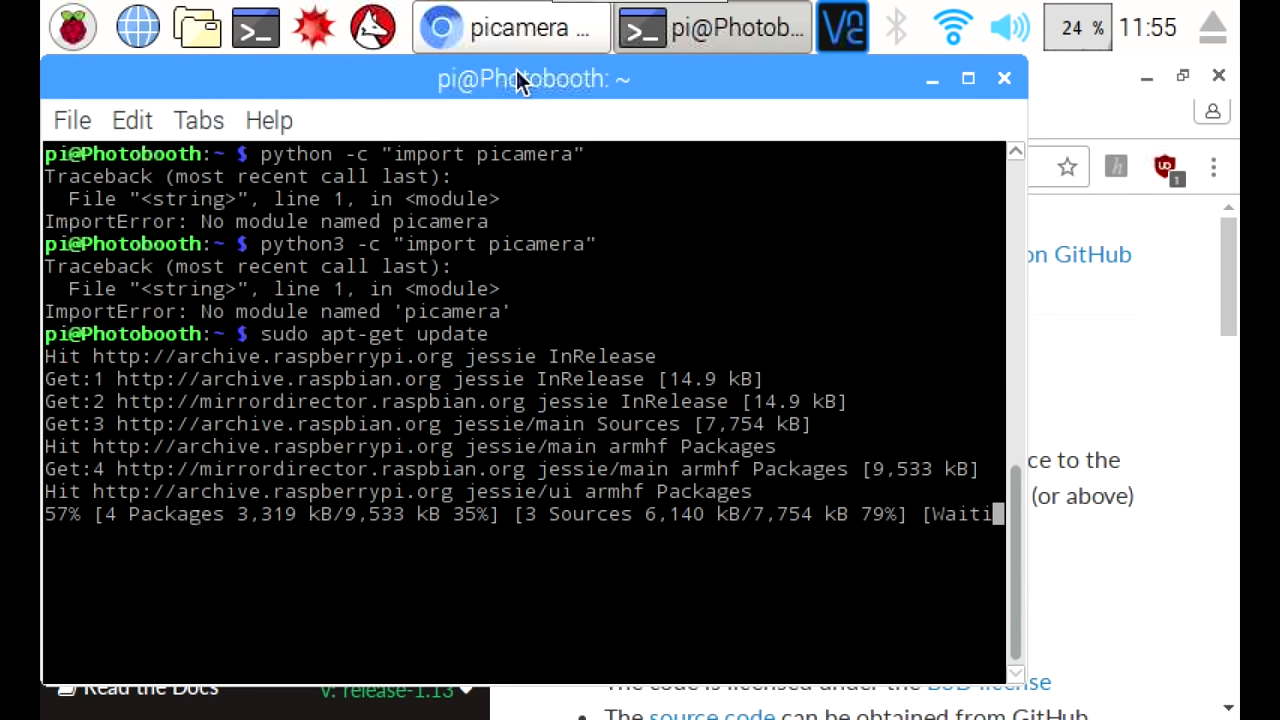 picamera ...
pi@Photob...
24 %
11:55
pi@Photobooth: ~
File Edit Tabs Help
pi@Photobooth:~ $ python -c "import picamera"
Traceback (most recent call last):
File "<string>", line 1, in <module>
ImportError: No module named picamera
pi@Photobooth:~ $ python3 -c "import picamera"
Traceback (most recent call last):
File "<string>", line 1, in <module>
ImportError: No module named 'picamera'
pi@Photobooth:~ $ sudo apt-get update
Hit http://archive.raspberrypi.org jessie InRelease
Get:1 http://archive.raspbian.org jessie InRelease [14.9 kB]
Get:2 http://mirrordirector.raspbian.org jessie InRelease [14.9 kB]
Get:3 http://archive.raspbian.org jessie/main Sources [7,754 kB]
Hit http://archive.raspberrypi.org jessie/main armhf Packages
Get:4 http://mirrordirector.raspbian.org jessie/main armhf Packages [9,533 kB]
Hit http://archive.raspberrypi.org jessie/ui armhf Packages
57% [4 Packages 3,319 kB/9,533 kB 35%] [3 Sources 6,140 kB/7,754 kB 79%] [Waiti
h
1
on GitHub
ce to the
(or above)
Read the Docs
v: release-1.13
The code is licensed under the BSD license
The source code can be obtained from GitHub